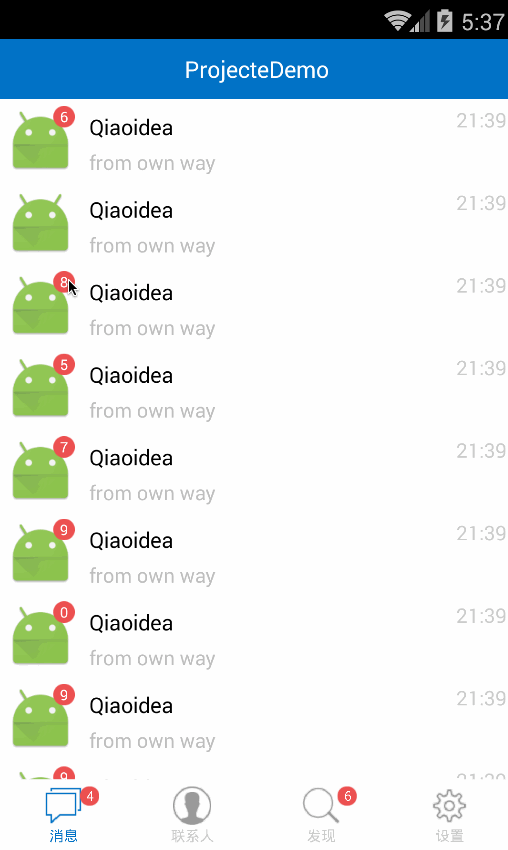 5:37
ProjecteDemo
6
Qiaoidea 21:39
from own way
Qiaoidea 21:39
from own way
8
Qiaoidea 21:39
from own way
5
Qiaoidea 21:39
from own way
7
Qiaoidea 21:39
from own way
9
Qiaoidea 21:39
from own way
0
Qiaoidea 21:39
from own way
9
Qiaoidea 21:39
from own way
9 21:39
4 6
消息 联系人 发现 设置